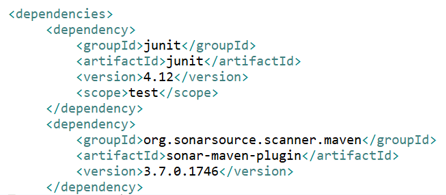 <dependencies>
<dependency>
<groupId>junit</groupId>
<artifactId>junit</artifactId>
<version>4.12</version>
<scope>test</scope>
</dependency>
<dependency>
<groupId>org.sonarsource.scanner.maven</groupId>
<artifactId>sonar-maven-plugin</artifactId>
<version>3.7.0.1746</version>
</dependency>